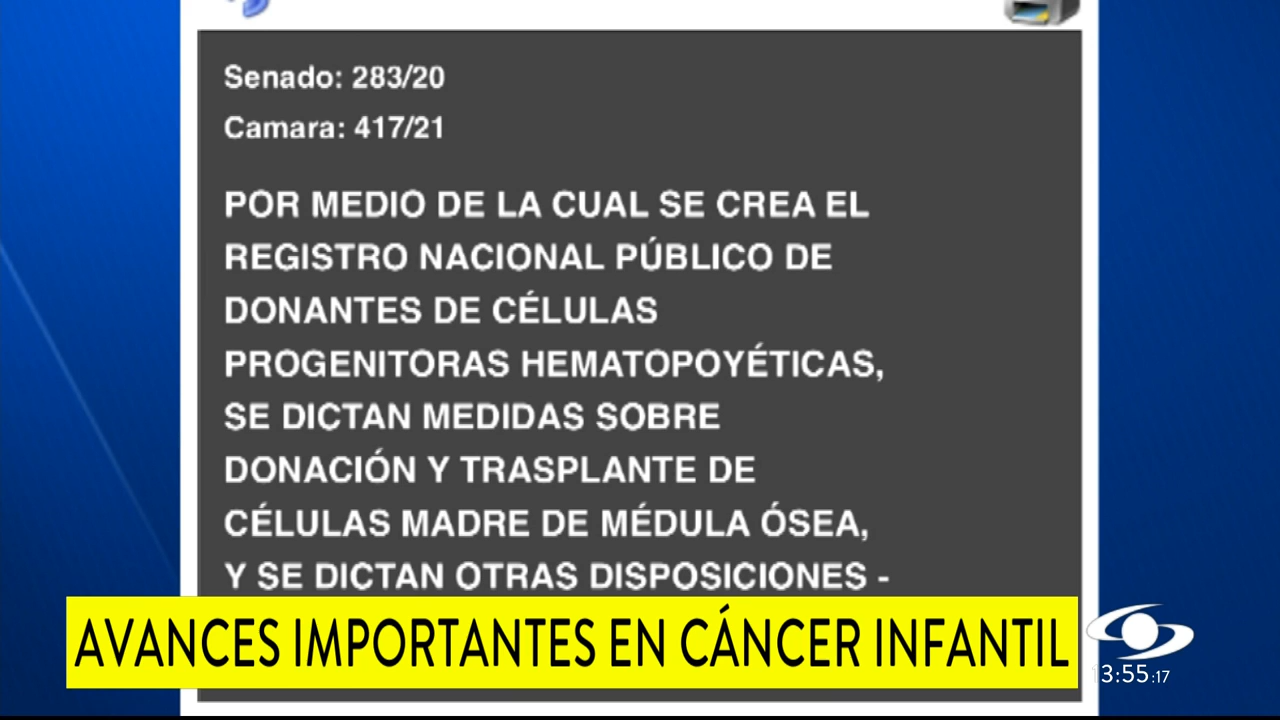 Senado: 283/20
Camara: 417/21
POR MEDIO DE LA CUAL SE CREA EL
REGISTRO NACIONAL PÚBLICO DE
DONANTES DE CÉLULAS
PROGENITORAS HEMATOPOYÉTICAS,
SE DICTAN MEDIDAS SOBRE
DONACIÓN Y TRASPLANTE DE
CÉLULAS MADRE DE MÉDULA ÓSEA,
Y SE DICTAN OTRAS DISPOSICIONES -
AVANCES IMPORTANTES EN CÁNCER INFANTIL
13:55:17